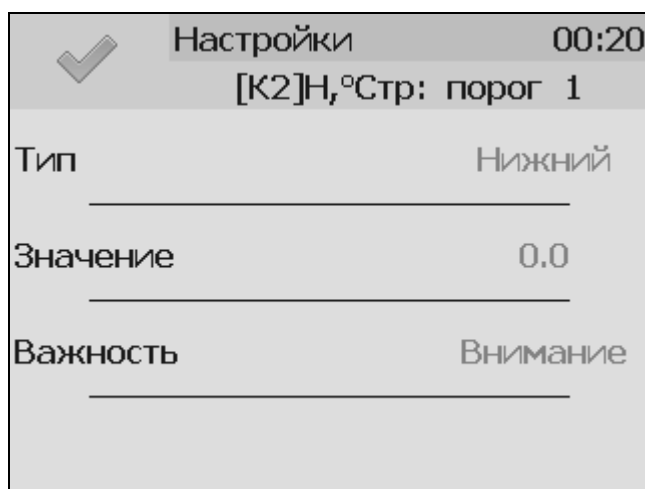 Настройки 00:20
[К2]Н,°Стр: порог 1
Тип Нижний
Значение 0.0
Важность Внимание